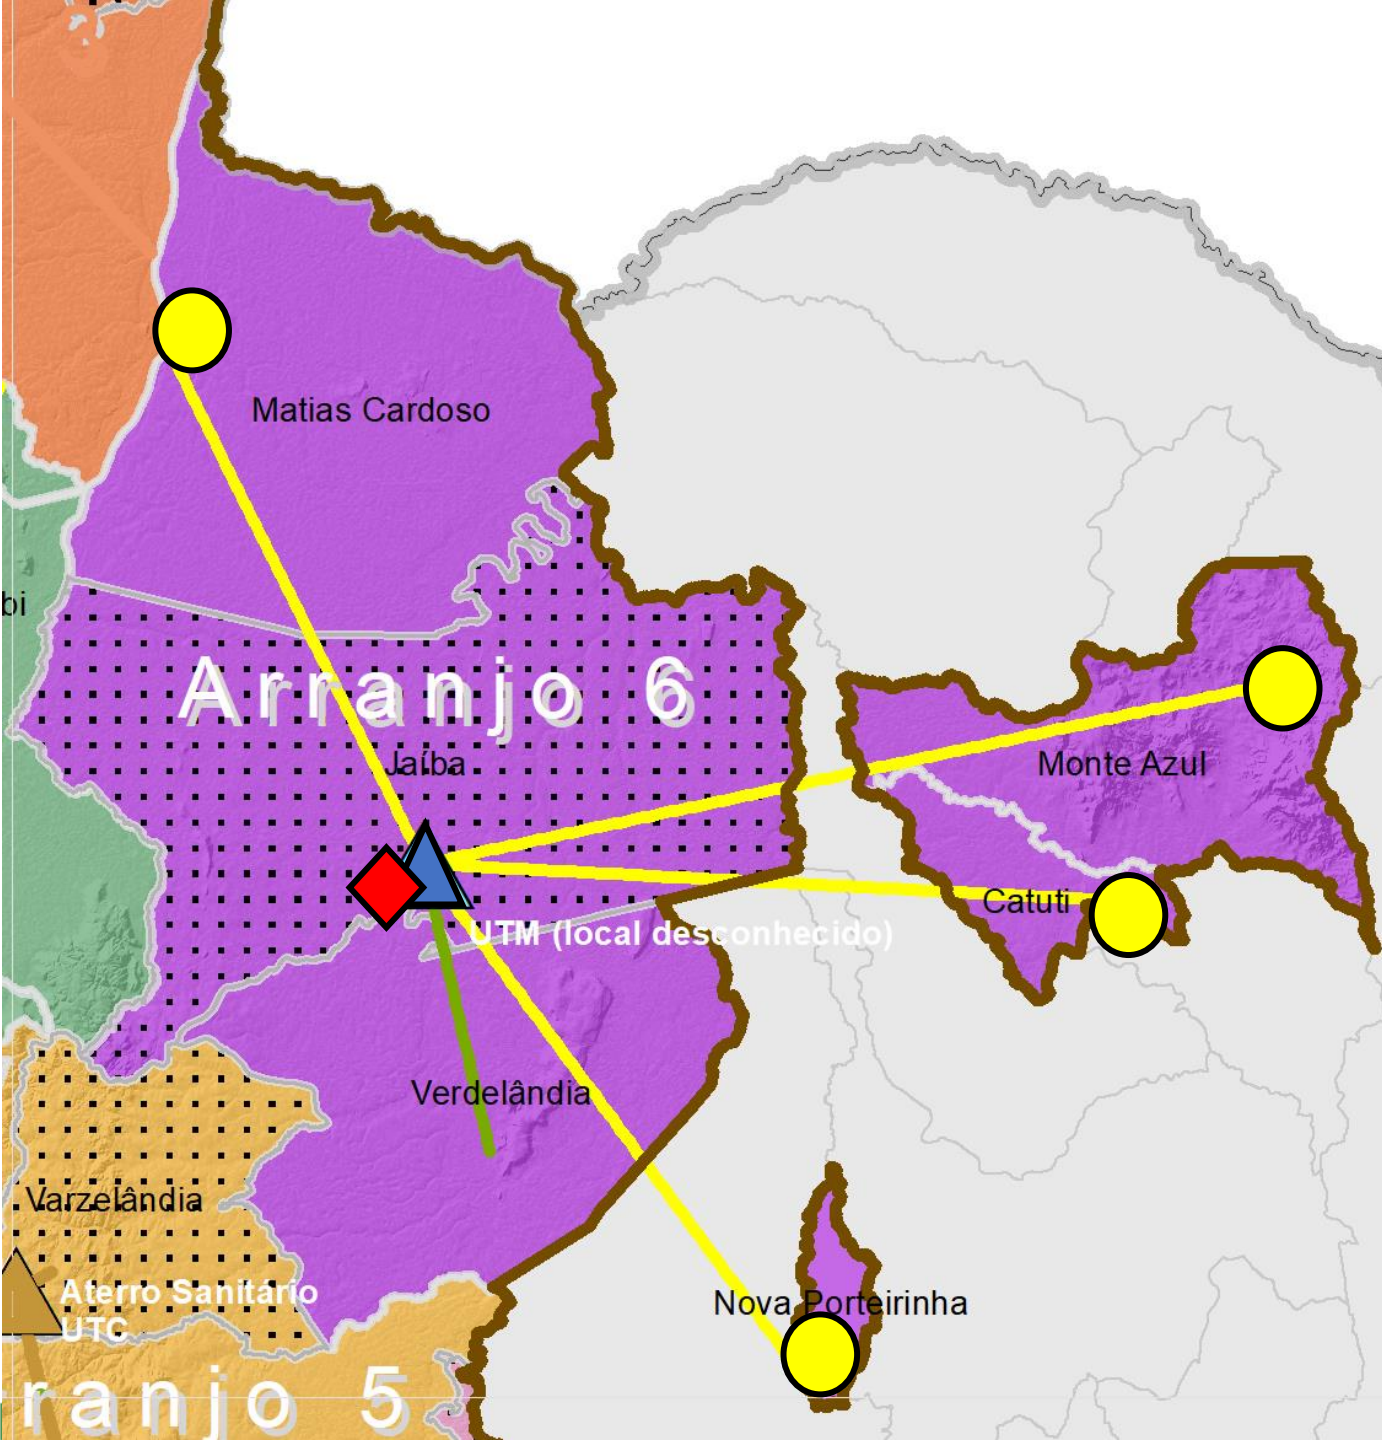 Matias Cardoso
bi
Arranjo 6
Jaíba
Monte Azul
Catuti
UTM (local desconhecido)
Verdelândia
Varzelândia
Aterro Sanitário
UTC
Nova Porteirinha
ranjo 5